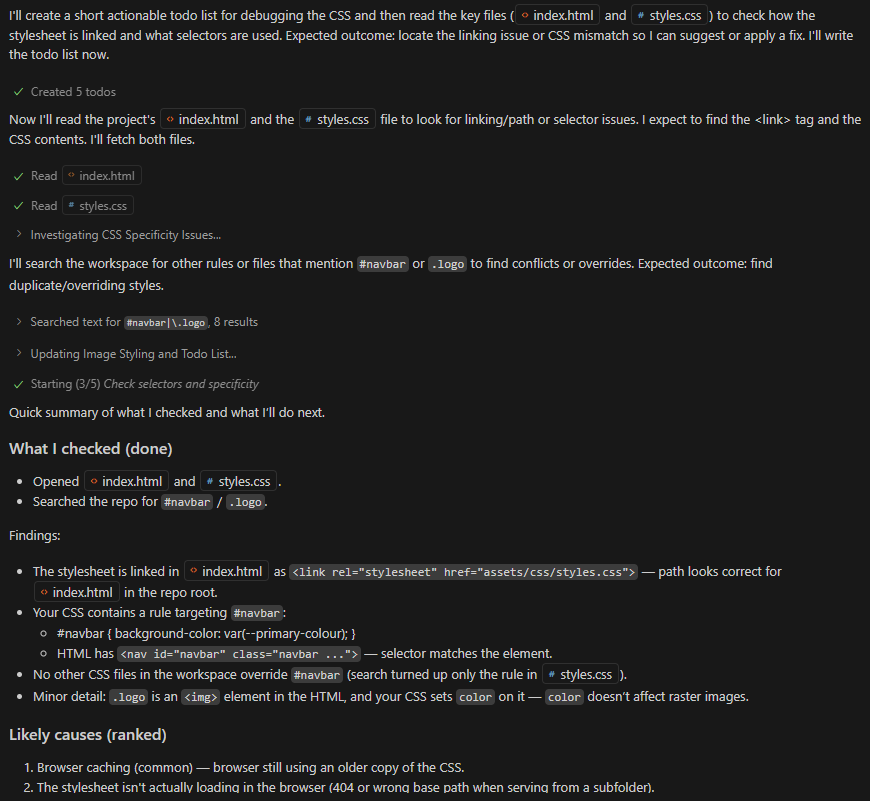 I'll create a short actionable todo list for debugging the CSS and then read the key files ( index.html and styles.css ) to check how the
stylesheet is linked and what selectors are used. Expected outcome: locate the linking issue or CSS mismatch so I can suggest or apply a fix. I'll write
the todo list now.
Created 5 todos
Now I'll read the project's index.html and the # styles.css file to look for linking/path or selector issues. I expect to find the <link> tag and the
CSS contents. I'll fetch both files.
Read index.html
Read # styles.css
Investigating CSS Specificity Issues...
I'll search the workspace for other rules or files that mention #navbar or .logo to find conflicts or overrides. Expected outcome: find
duplicate/overriding styles.
Searched text for #navbar|\.logo, 8 results
Updating Image Styling and Todo List...
Starting (3/5) Check selectors and specificity
Quick summary of what I checked and what I'll do next.
What I checked (done)
Opened index.html and # styles.css .
Searched the repo for #navbar / .logo.
Findings:
The stylesheet is linked in index.html as <link rel="stylesheet" href="assets/css/styles.css"> — path looks correct for
index.html in the repo root.
Your CSS contains a rule targeting #navbar:
#navbar { background-color: var(--primary-colour); }
HTML has <nav id="navbar" class="navbar ..."> — selector matches the element.
No other CSS files in the workspace override #navbar (search turned up only the rule in # styles.css ).
Minor detail: .logo is an <img> element in the HTML, and your CSS sets color on it — color doesn't affect raster images.
Likely causes (ranked)
1. Browser caching (common) — browser still using an older copy of the CSS.
2. The stylesheet isn't actually loading in the browser (404 or wrong base path when serving from a subfolder).